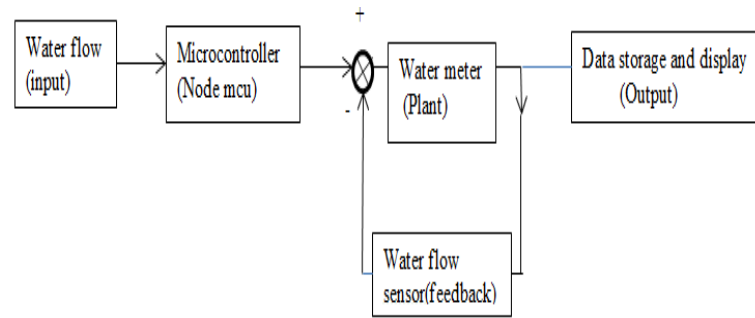 Water flow
(input)
Microcontroller
(Node mcu)
+
-
Water meter
(Plant)
Data storage and display
(Output)
Water flow
sensor(feedback)